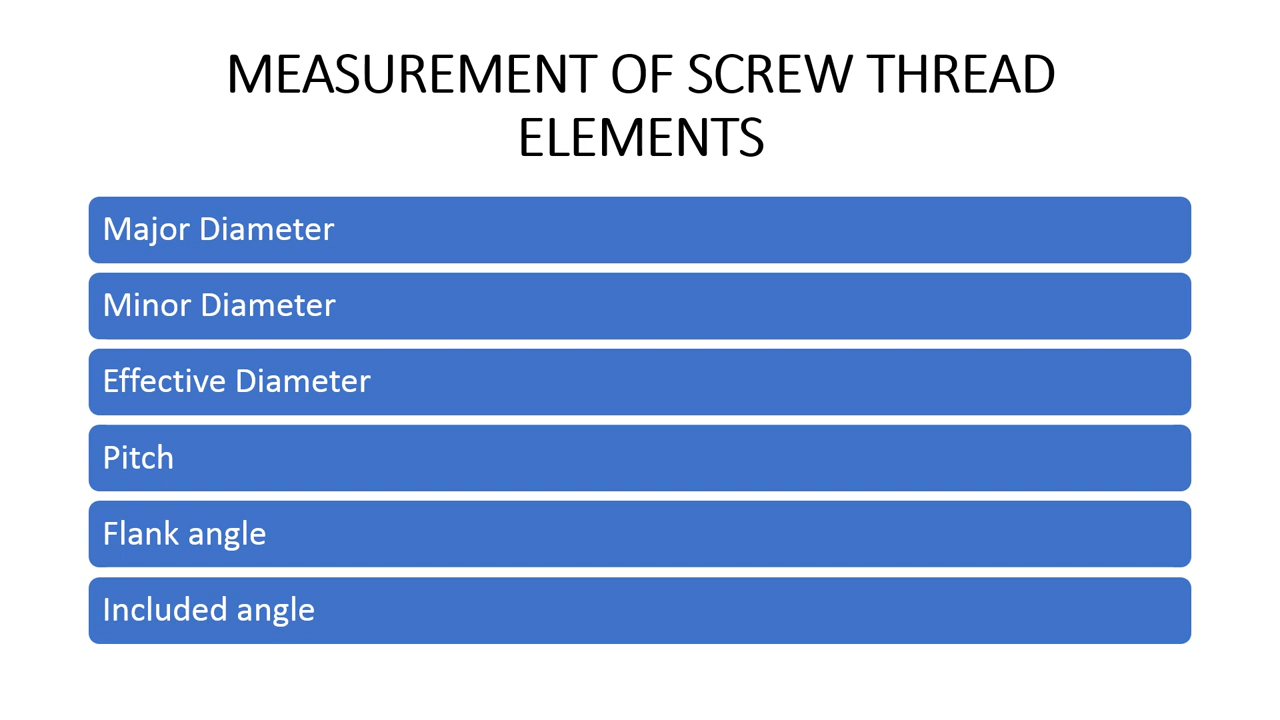 MEASUREMENT OF SCREW THREAD
ELEMENTS
Major Diameter
Minor Diameter
Effective Diameter
Pitch
Flank angle
Included angle